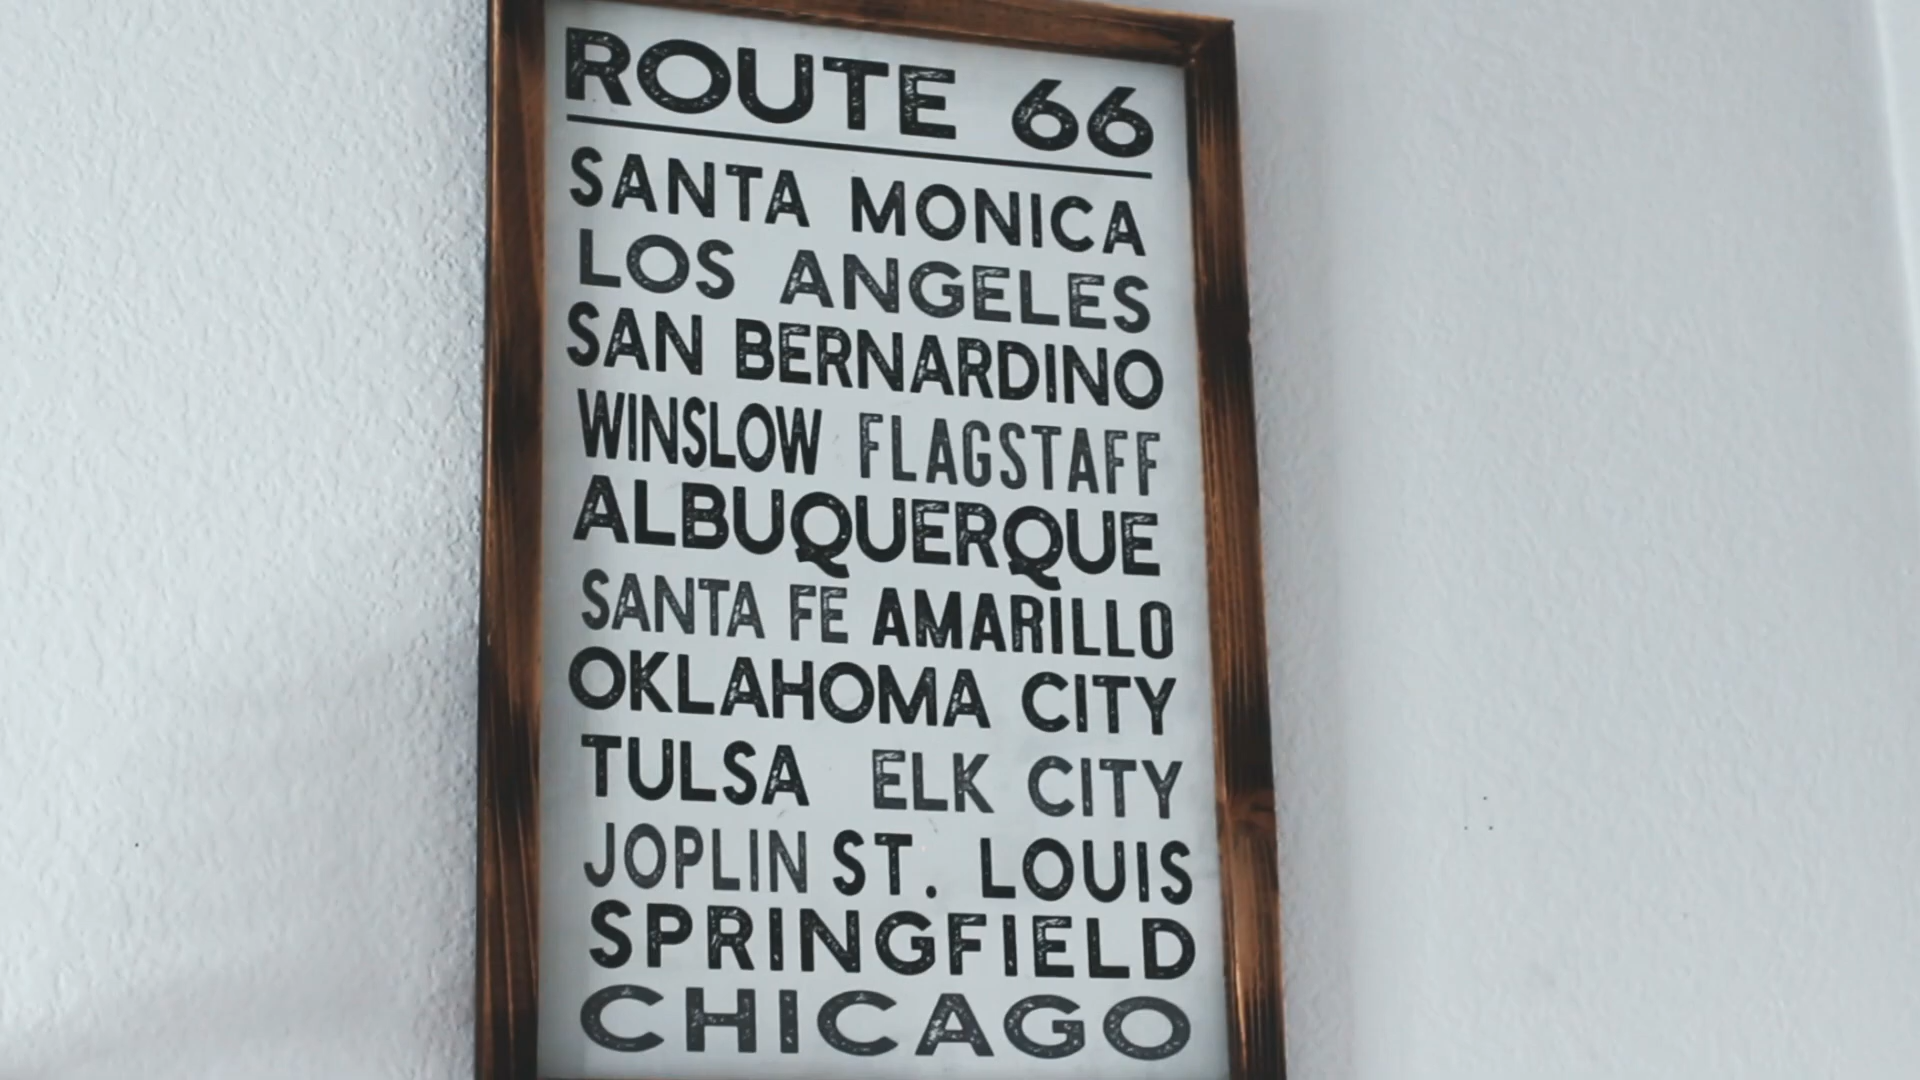 ROUTE 66
SANTA MONICA
LOS ANGELES
SAN BERNARDINO
WINSLOW FLAGSTAFF
ALBUQUERQUE
SANTA FE AMARILLO
OKLAHOMA CITY
TULSA ELK CITY
JOPLIN ST. LOUIS
SPRINGFIELD
CHICAGO